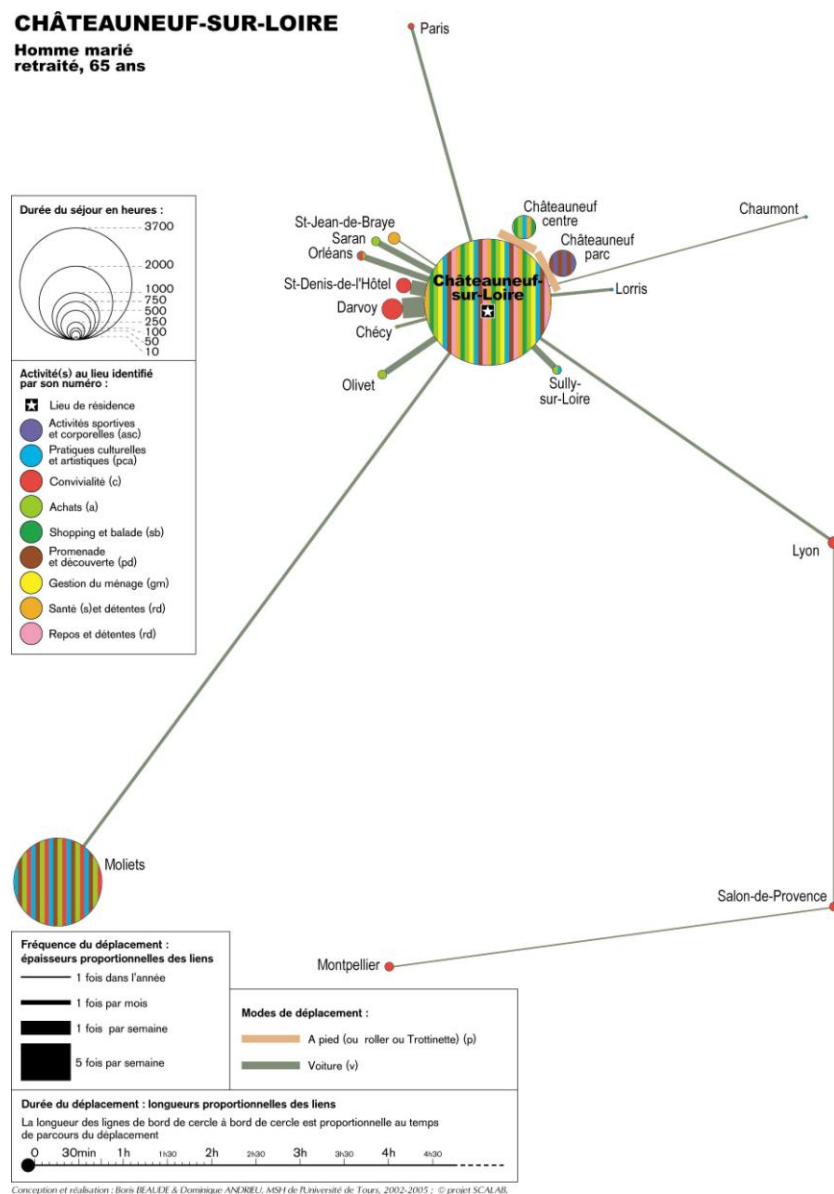 CHÂTEAUNEUF-SUR-LOIRE
Homme marié
retraité, 65 ans
Paris
Châteauneuf
centre
Chaumont
St-Jean-de-Braye
Saran
Orléans
Châteauneuf
parc
St-Denis-de-l'Hôtel
Châteauneuf-
sur-Loire
Lorris
Darvoy
Chécy
Olivet
Sully-
sur-Loire
Lyon
Moliets
Salon-de-Provence
Montpellier
Durée du séjour en heures :
3700
2000
1000
750
500
250
100
50
10
Activité(s) au lieu identifié
par son numéro :
Lieu de résidence
Activités sportives
et corporelles (asc)
Pratiques culturelles
et artistiques (pca)
Convivialité (c)
Achats (a)
Shopping et balade (sb)
Promenade
et découverte (pd)
Gestion du ménage (gm)
Santé (s)et détentes (rd)
Repos et détentes (rd)
Fréquence du déplacement :
épaisseurs proportionnelles des liens
1 fois dans l'année
1 fois par mois
1 fois par semaine
5 fois par semaine
Modes de déplacement :
A pied (ou roller ou Trottinette) (p)
Voiture (v)
Durée du déplacement : longueurs proportionnelles des liens
La longueur des lignes de bord de cercle à bord de cercle est proportionnelle au temps
de parcours du déplacement
0 30min 1h 1h30 2h 2h30 3h 3h30 4h 4h30
Conception et réalisation : Boris BEAUDE & Dominique ANDRIEU, MSH de l'Université de Tours, 2002-2005 ; © projet SCALAB.